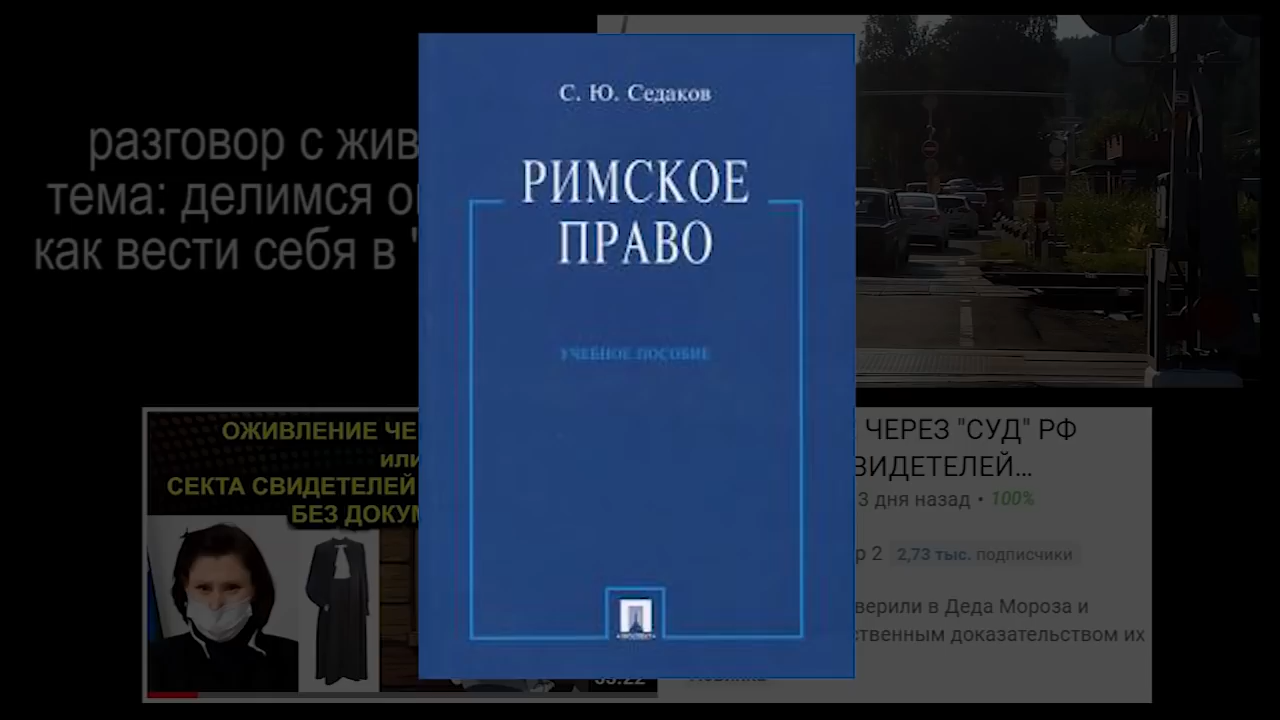 разговор с жив
тема: делимся о
как вести себя в "
С. Ю. Седаков
РИМСКОЕ
ПРАВО
УЧЕБНОЕ ПОСОБИЕ
ПРОСПЕКТ
ОЖИВЛЕНИЕ ЧЕ
или
СЕКТА СВИДЕТЕЛЕЙ
БЕЗ ДОКУМ
ЧЕРЕЗ "СУД" РФ
ВИДЕТЕЛЕЙ...
3 дня назад • 100%
р 2 2,73 тыс. подписчики
верили в Деда Мороза и
ственным доказательством их